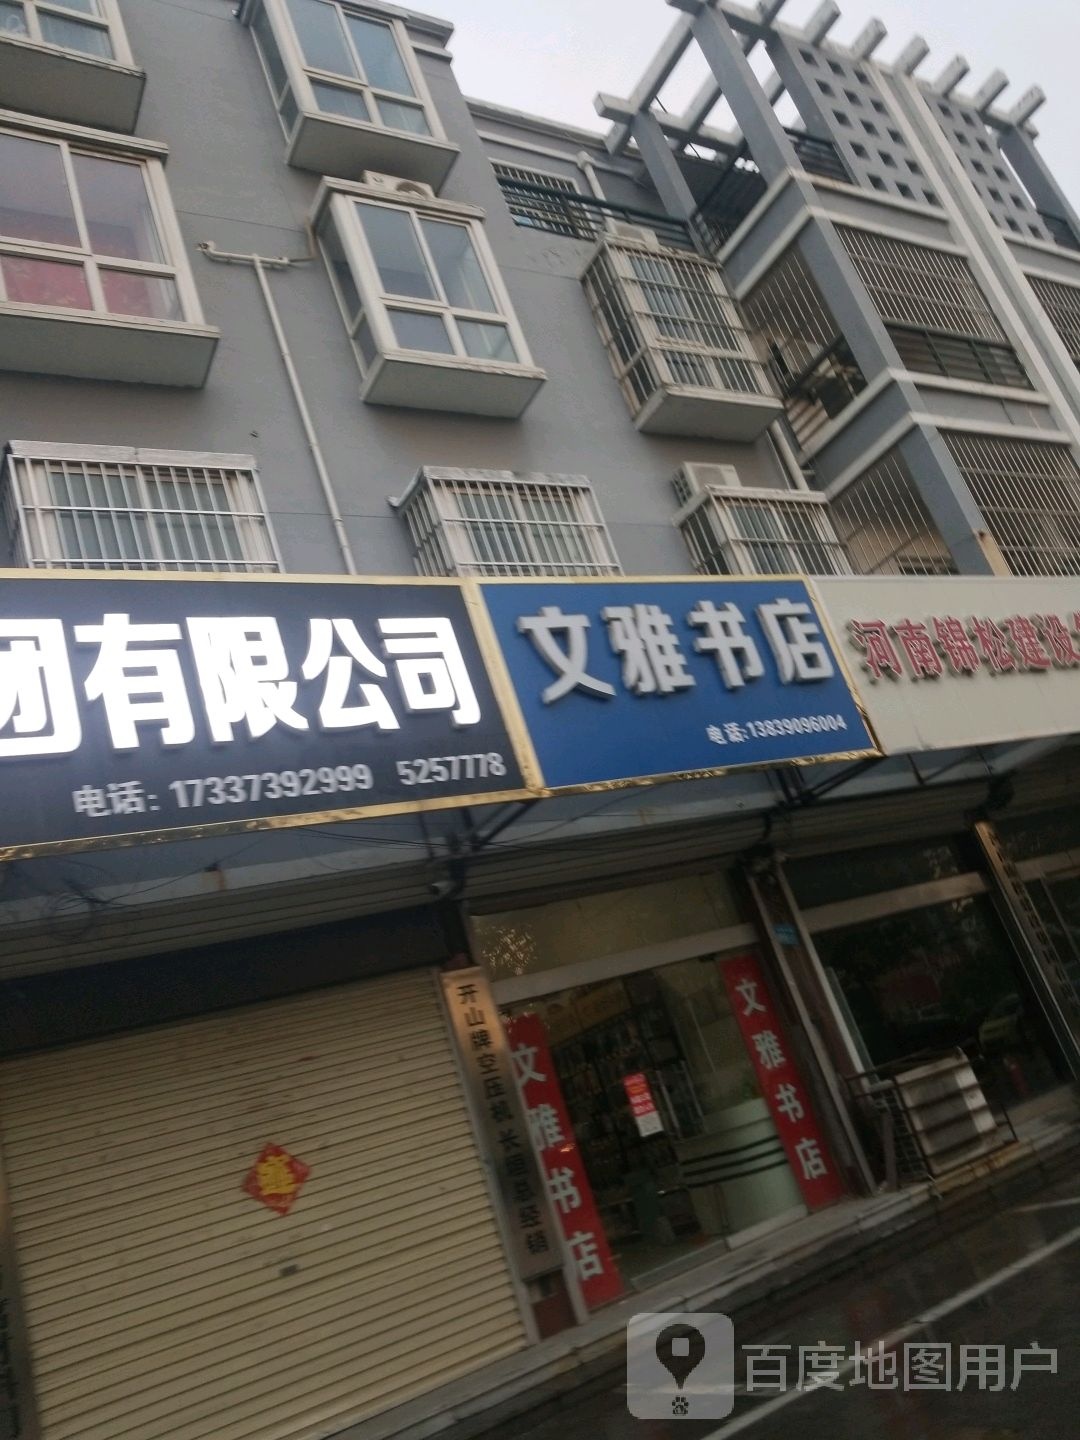 团有限公司
电话：17337392999 5257778
文雅书店
电话:13839096004
河南锦松建设
开山牌空压机 长垣总经销
文雅书店
文雅书店
百度地图用户